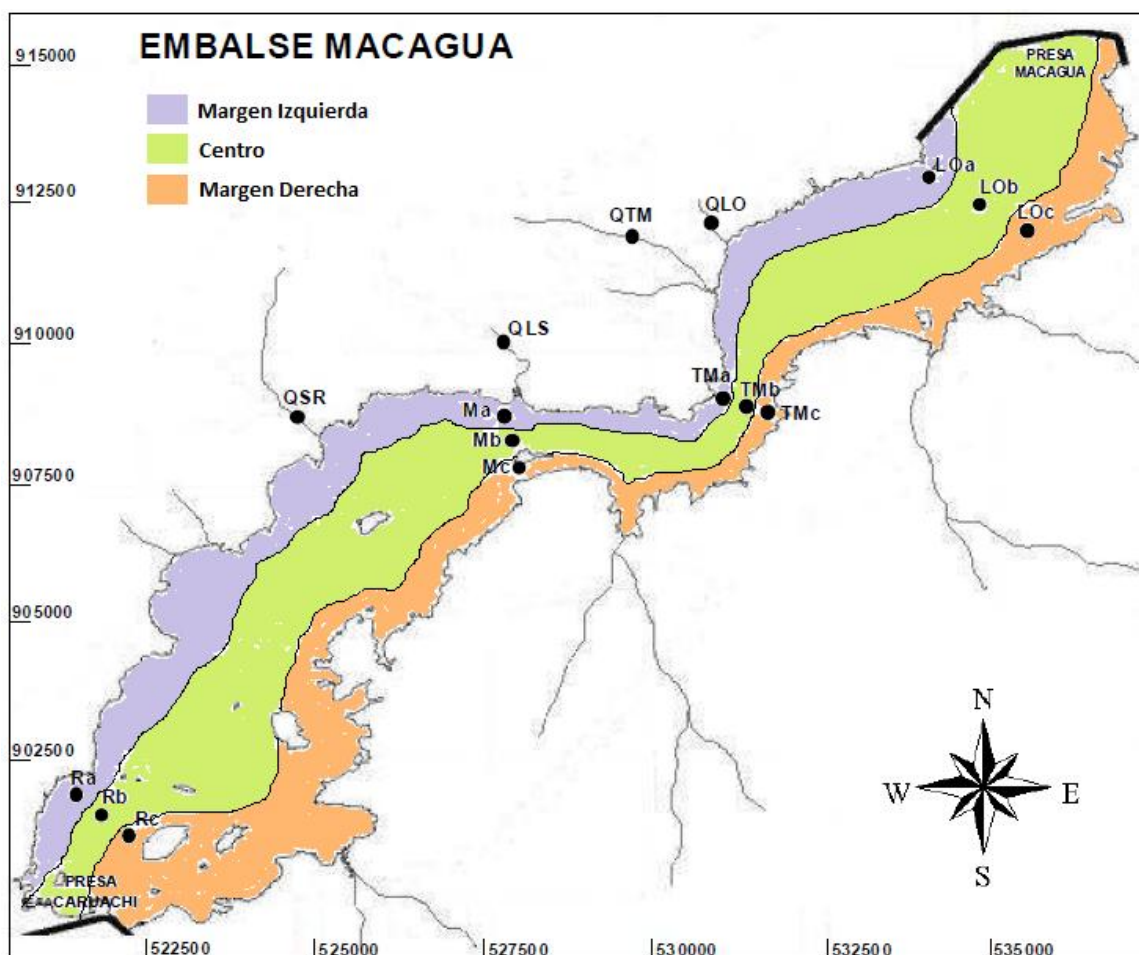 EMBALSE MACAGUA
Margen Izquierda
Centro
Margen Derecha
915000
912500
910000
907500
905000
902500
PRESA
MACAGUA
LOa
LOb
LOc
QTM
QLO
QLS
QSR
TMa
TMb
TMc
Ma
Mb
Mc
Ra
Rb
Rc
PRESA
CARUACHI
N
W
E
S
522500
525000
527500
530000
532500
535000